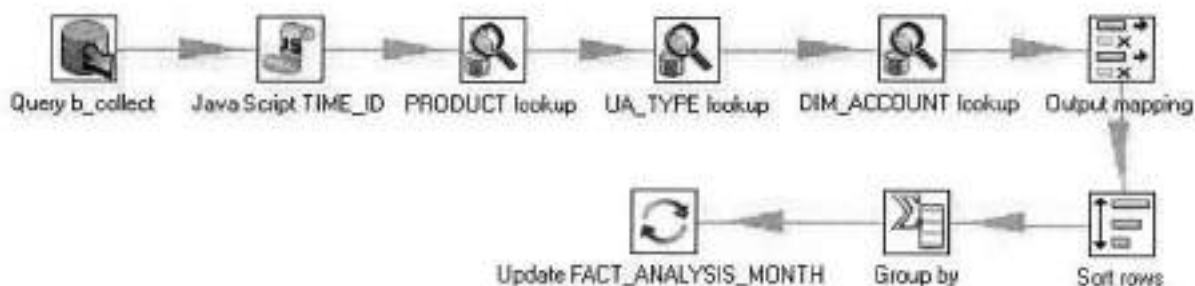 Query b_collect
Java Script TIME_ID
PRODUCT lookup
UA_TYPE lookup
DIM_ACCOUNT lookup
Output mapping
Update FACT_ANALYSIS_MONTH
Group by
Sort rows